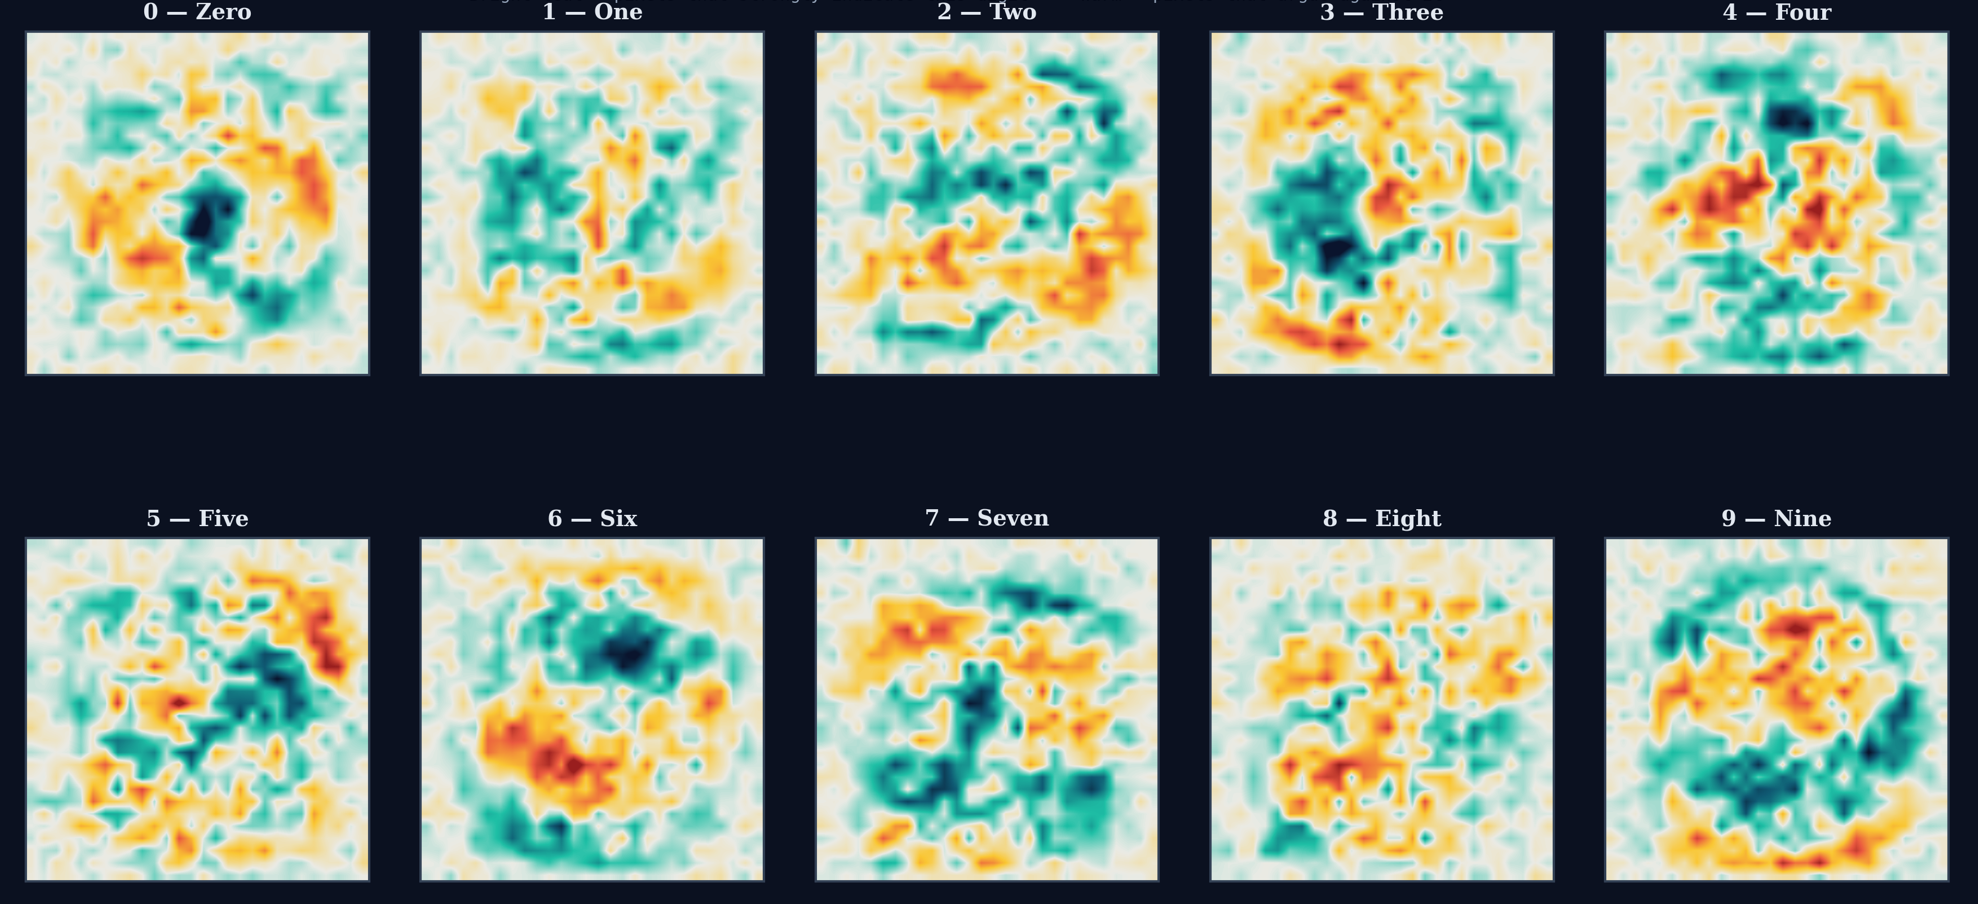 0 — Zero
1 — One
2 — Two
3 — Three
4 — Four
5 — Five
6 — Six
7 — Seven
8 — Eight
9 — Nine